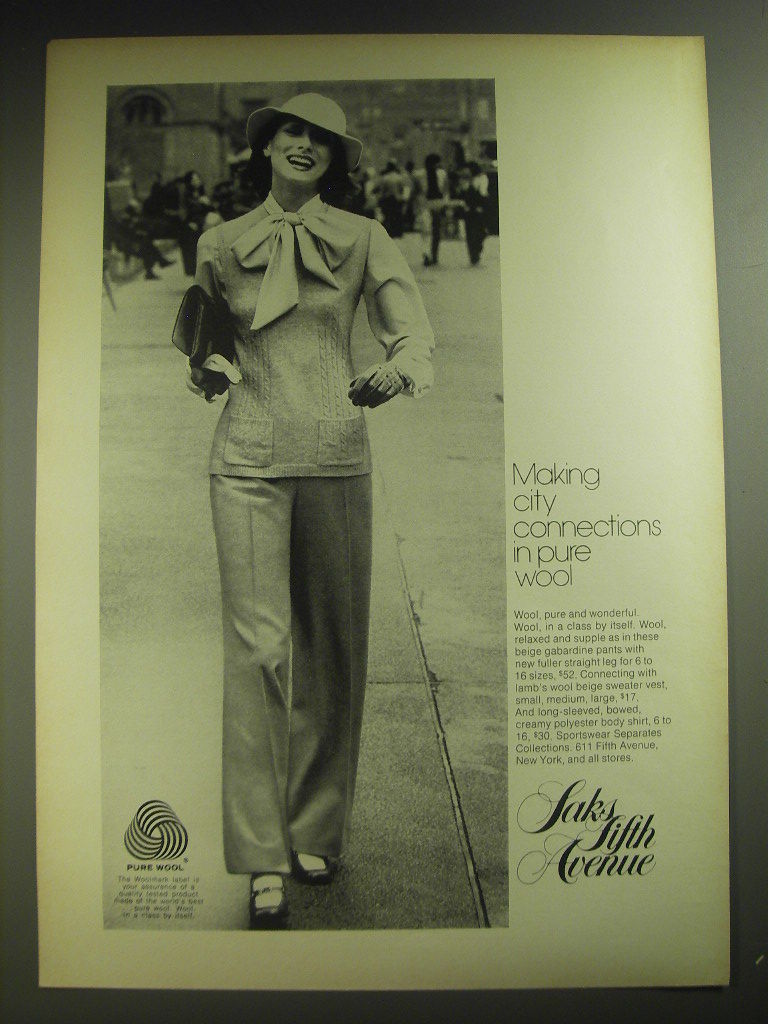 Making
city
connections
in pure
wool
Wool, pure and wonderful.
Wool, in a class by itself. Wool,
relaxed and supple as in these
beige gabardine pants with
new fuller straight leg for 6 to
16 sizes, $52. Connecting with
lamb's wool beige sweater vest,
small, medium, large, $17.
And long-sleeved, bowed,
creamy polyester body shirt, 6 to
16, $30. Sportswear Separates
Collections. 611 Fifth Avenue,
New York, and all stores.
Saks
Fifth
Avenue
PURE WOOL®
The Woolmark label is
your assurance of a
quality tested product
made of the world's best
pure wool. Wool.
In a class by itself.